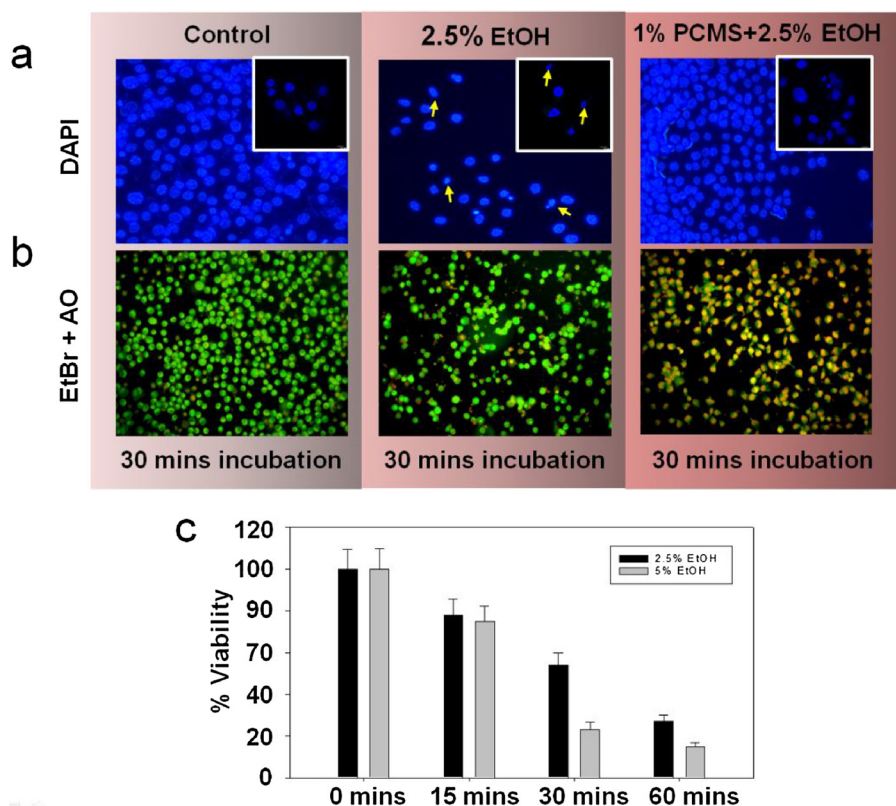 Control
2.5% EtOH
1% PCMS+2.5% EtOH
a
DAPI
b
EtBr + AO
30 mins incubation
30 mins incubation
30 mins incubation
c
120
100
90
70
40
20
0
% Viability
2.5% EtOH
5% EtOH
0 mins
15 mins
30 mins
60 mins